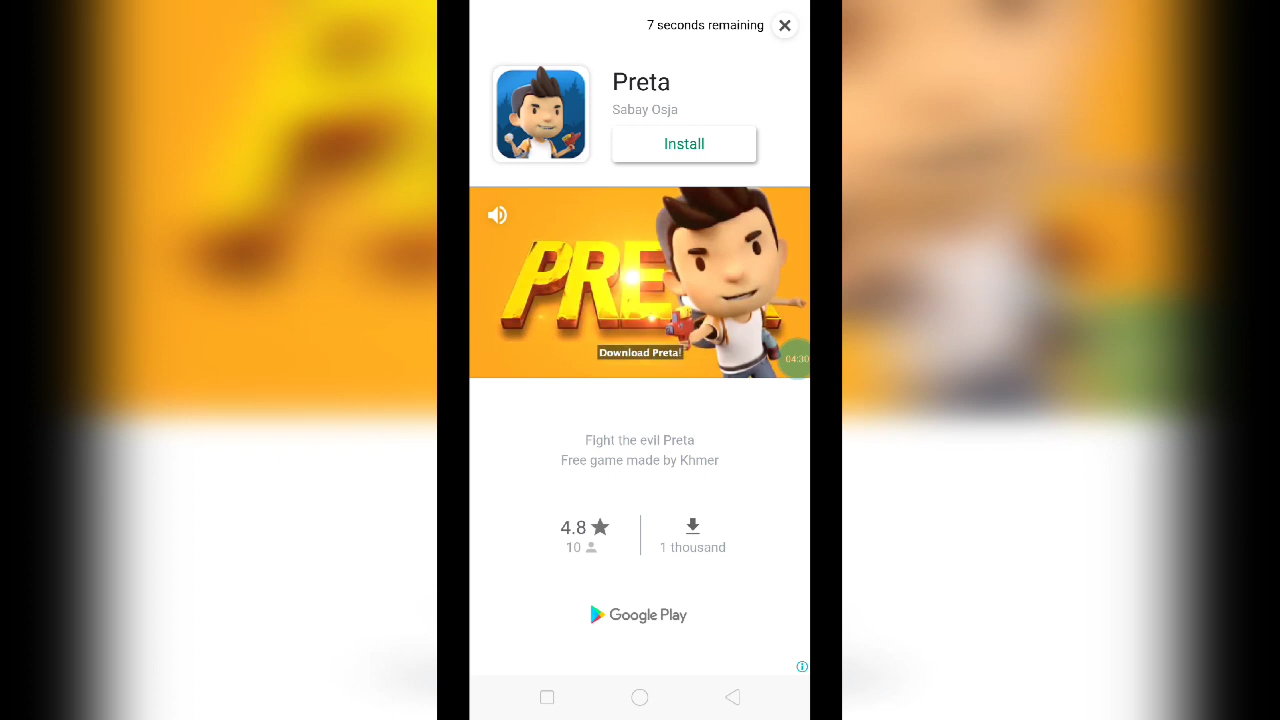 7 seconds remaining
Preta
Sabay Osja
Install
PRE
Download Preta!
04:30
Fight the evil Preta
Free game made by Khmer
4.8
10
1 thousand
Google Play